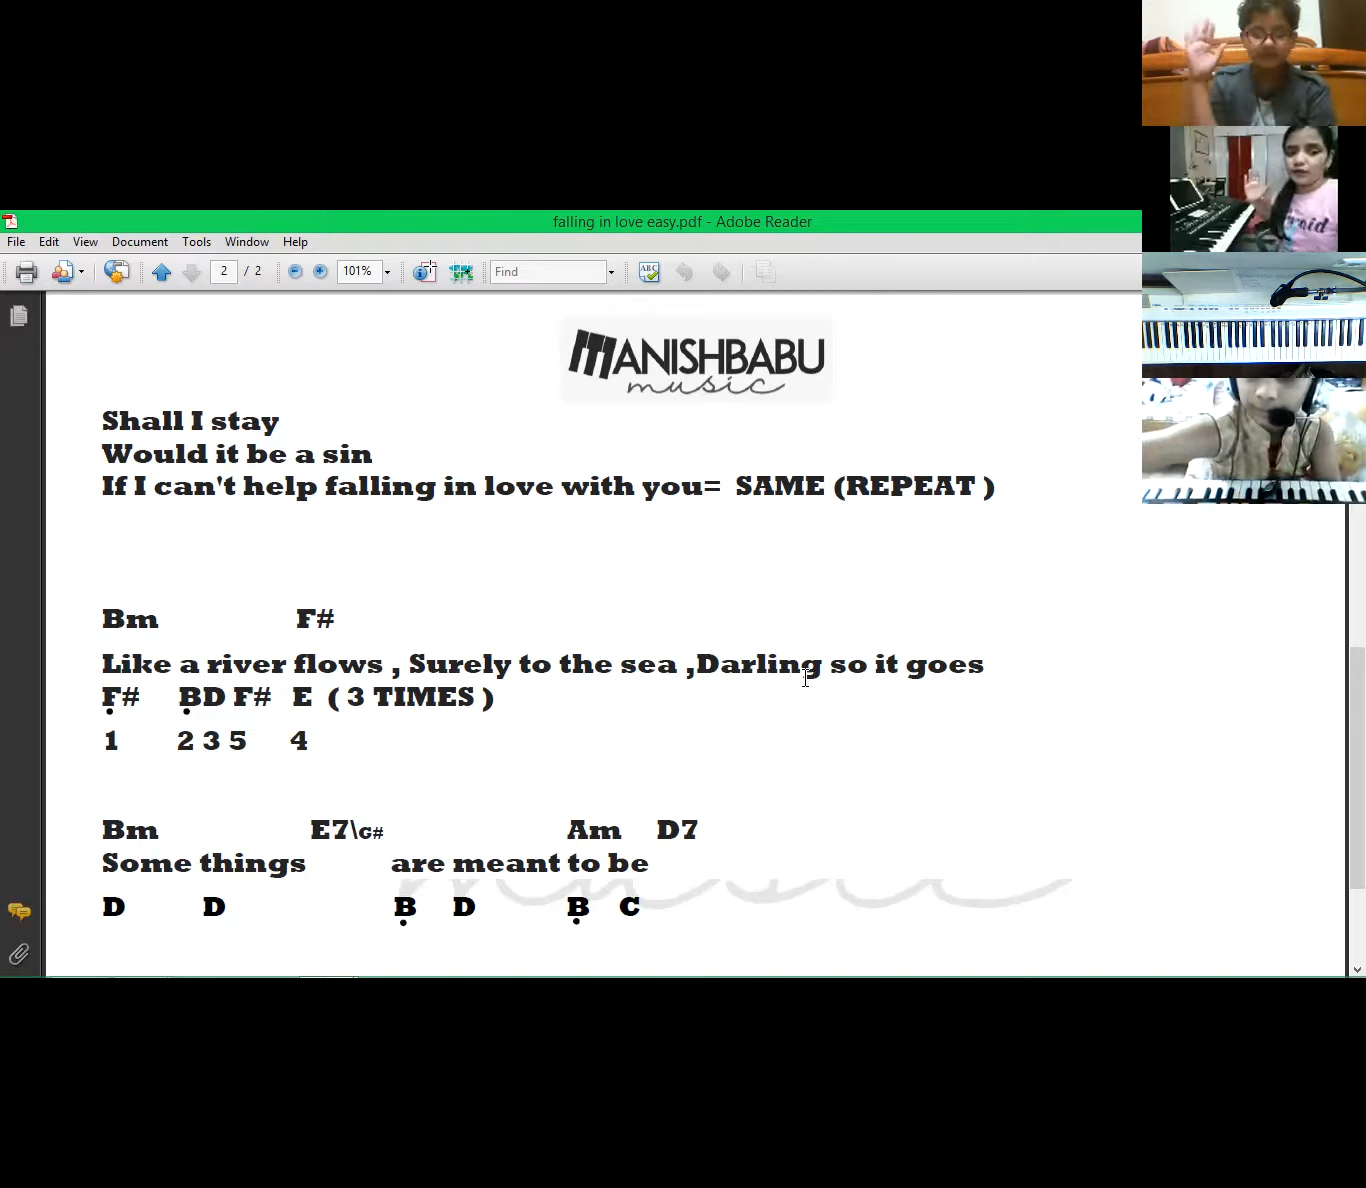 falling in love easy.pdf - Adobe Reader
File Edit View Document Tools Window Help
2 / 2 101% Find
MANISHBABU
music
Shall I stay
Would it be a sin
If I can't help falling in love with you= SAME (REPEAT )
Bm F#
Like a river flows , Surely to the sea ,Darling so it goes
F# BD F# E ( 3 TIMES )
1 2 3 5 4
Bm E7\G# Am D7
Some things are meant to be
music
D D B D B C